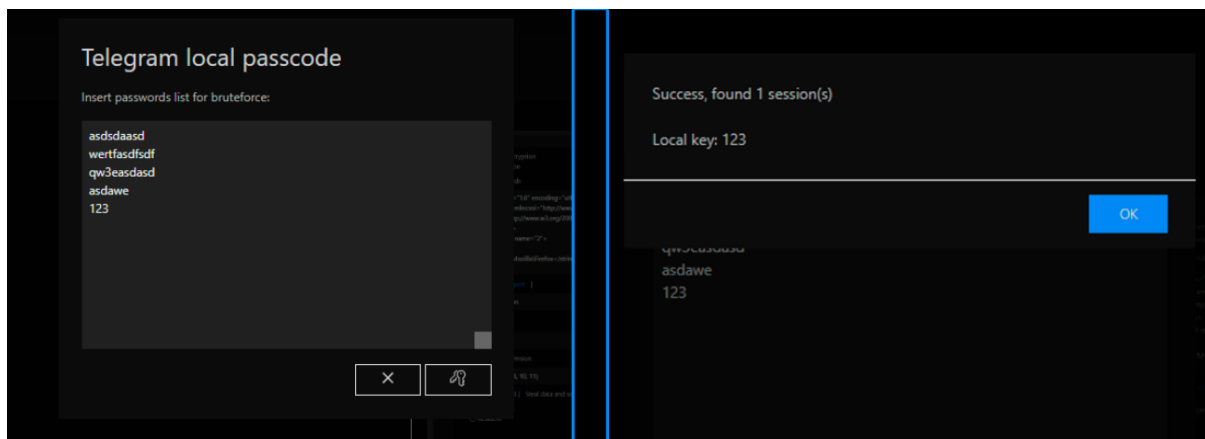 Telegram local passcode
Insert passwords list for bruteforce:
asdsdaasd
wertfasdfsdf
qw3easdasd
asdawe
123
Success, found 1 session(s)
Local key: 123
OK
qw3easdasd
asdawe
123